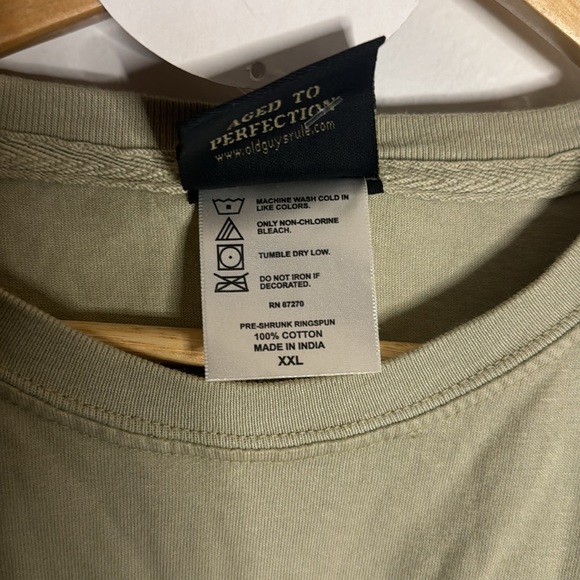 AGED TO
PERFECTION
www.oldguysrule.com
MACHINE WASH COLD IN
LIKE COLORS.
ONLY NON-CHLORINE
BLEACH.
TUMBLE DRY LOW.
DO NOT IRON IF
DECORATED.
RN 87270
PRE-SHRUNK RINGSPUN
100% COTTON
MADE IN INDIA
XXL